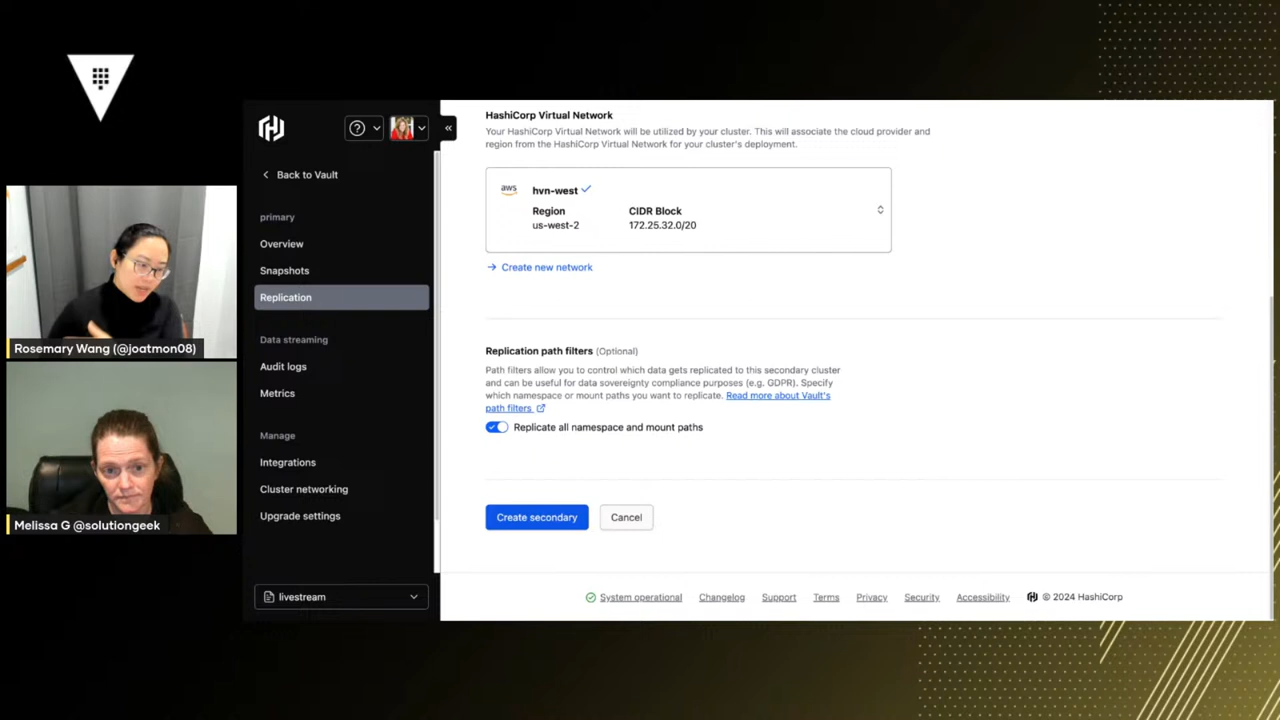 Rosemary Wang (@joatmon08)
Melissa G @solutiongeek
Back to Vault
primary
Overview
Snapshots
Replication
Data streaming
Audit logs
Metrics
Manage
Integrations
Cluster networking
Upgrade settings
livestream
HashiCorp Virtual Network
Your HashiCorp Virtual Network will be utilized by your cluster. This will associate the cloud provider and
region from the HashiCorp Virtual Network for your cluster's deployment.
aws
hvn-west
Region
CIDR Block
us-west-2
172.25.32.0/20
Create new network
Replication path filters (Optional)
Path filters allow you to control which data gets replicated to this secondary cluster
and can be useful for data sovereignty compliance purposes (e.g. GDPR). Specify
which namespace or mount paths you want to replicate. Read more about Vault's
path filters
Replicate all namespace and mount paths
Create secondary
Cancel
System operational
Changelog
Support
Terms
Privacy
Security
Accessibility
© 2024 HashiCorp